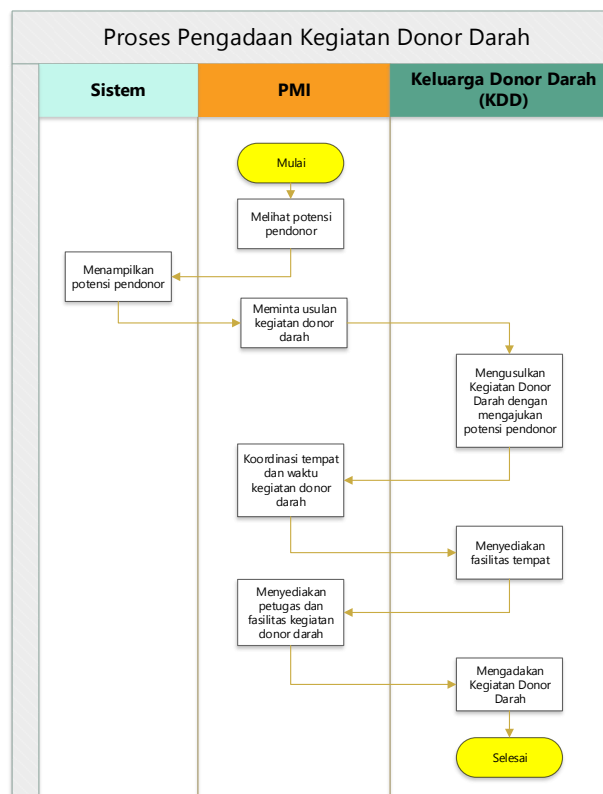 Proses Pengadaan Kegiatan Donor Darah
Sistem
PMI
Keluarga Donor Darah
(KDD)
Mulai
Melihat potensi
pendonor
Menampilkan
potensi pendonor
Meminta usulan
kegiatan donor
darah
Mengusulkan
Kegiatan Donor
Darah dengan
mengajukan
potensi pendonor
Koordinasi tempat
dan waktu
kegiatan donor
darah
Menyediakan
fasilitas tempat
Menyediakan
petugas dan
fasilitas kegiatan
donor darah
Mengadakan
Kegiatan Donor
Darah
Selesai